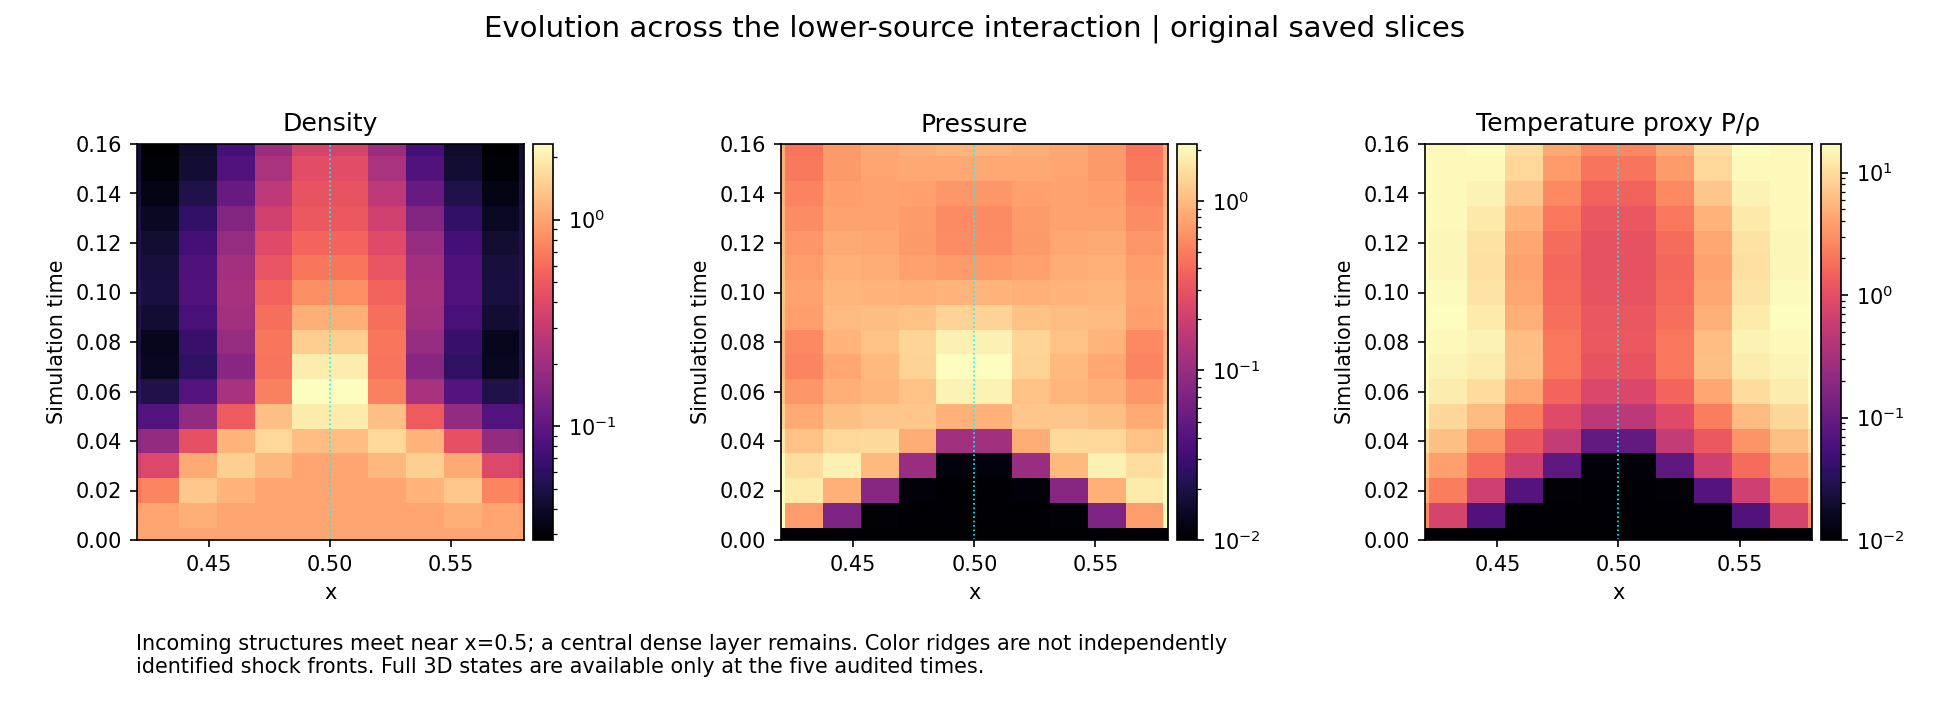 Evolution across the lower-source interaction | original saved slices
Density
Simulation time
0.16
0.14
0.12
0.10
0.08
0.06
0.04
0.02
0.00
0.45 0.50 0.55
x
10⁰
10⁻¹
Pressure
Simulation time
0.16
0.14
0.12
0.10
0.08
0.06
0.04
0.02
0.00
0.45 0.50 0.55
x
10⁰
10⁻¹
10⁻²
Temperature proxy P/ρ
Simulation time
0.16
0.14
0.12
0.10
0.08
0.06
0.04
0.02
0.00
0.45 0.50 0.55
x
10¹
10⁰
10⁻¹
10⁻²
Incoming structures meet near x=0.5; a central dense layer remains. Color ridges are not independently
identified shock fronts. Full 3D states are available only at the five audited times.